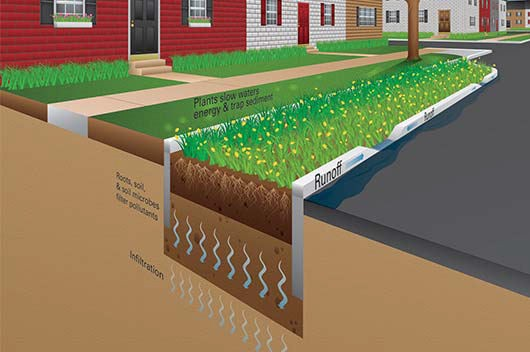 Plants slow waters
energy & trap sediment
Runoff
Runoff
Roots, soil,
& soil microbes
filter pollutants
Infiltration